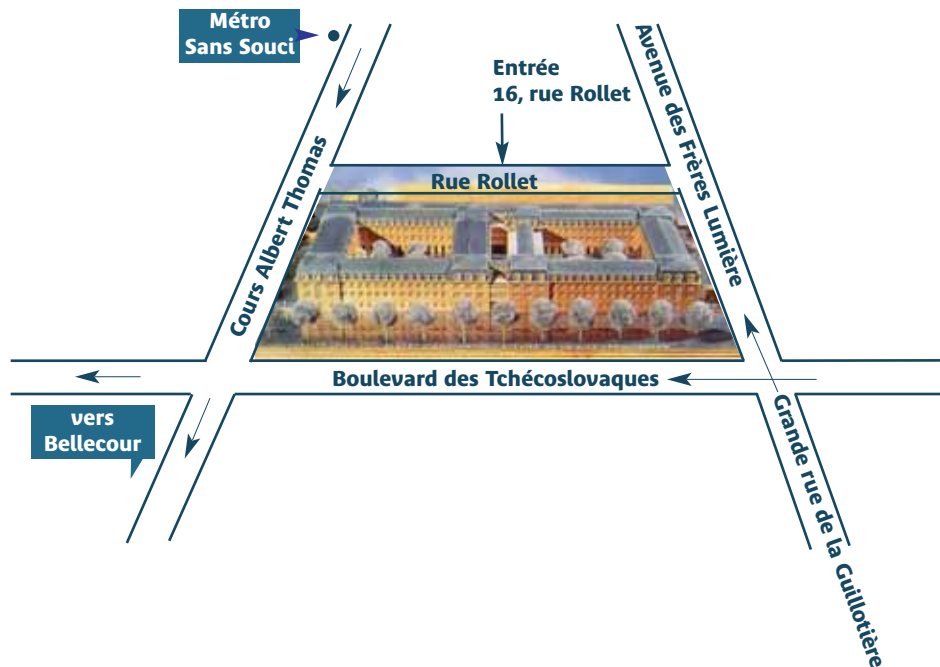 Métro
Sans Souci
Entrée
16, rue Rollet
Avenue des Frères Lumière
Rue Rollet
Cours Albert Thomas
Boulevard des Tchécoslovaques
vers
Bellecour
Grande rue de la Guillotière